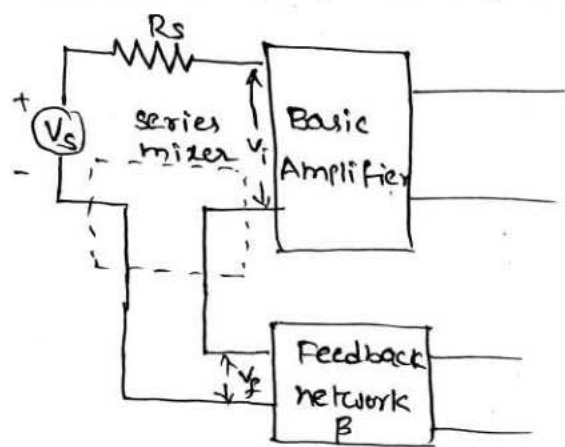 Rs
+
Vs
-
series
mixer
Vi
Basic
Amplifier
Vf
Feedback
network
β